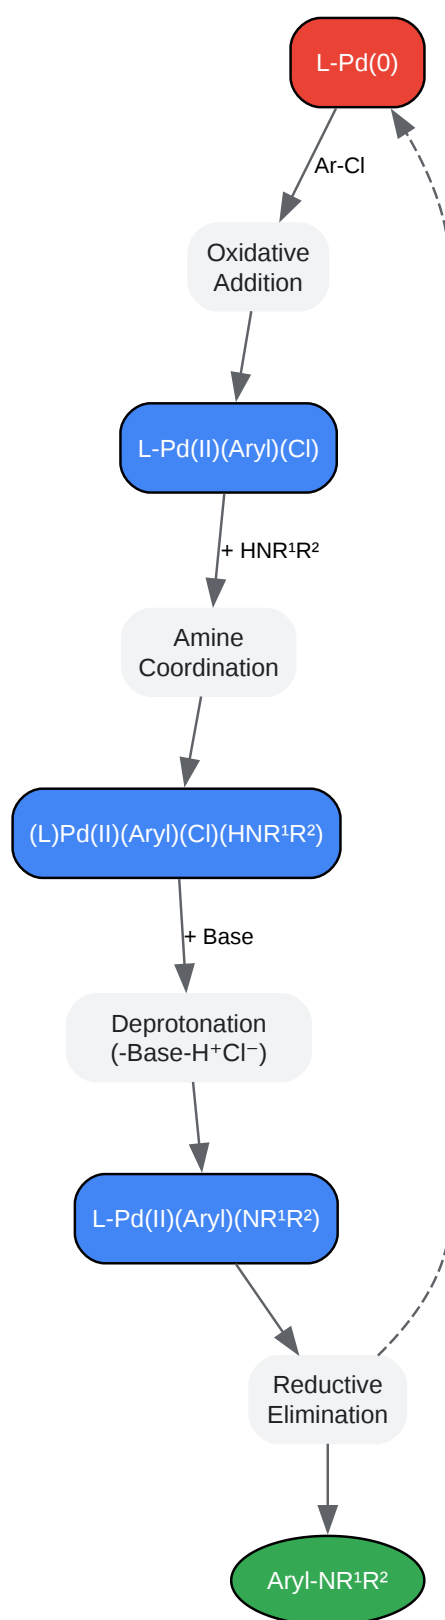 L-Pd(0)
Ar-Cl
Oxidative
Addition
L-Pd(II)(Aryl)(Cl)
+ HNR¹R²
Amine
Coordination
(L)Pd(II)(Aryl)(Cl)(HNR¹R²)
+ Base
Deprotonation
(-Base-H⁺Cl⁻)
L-Pd(II)(Aryl)(NR¹R²)
Reductive
Elimination
Aryl-NR¹R²